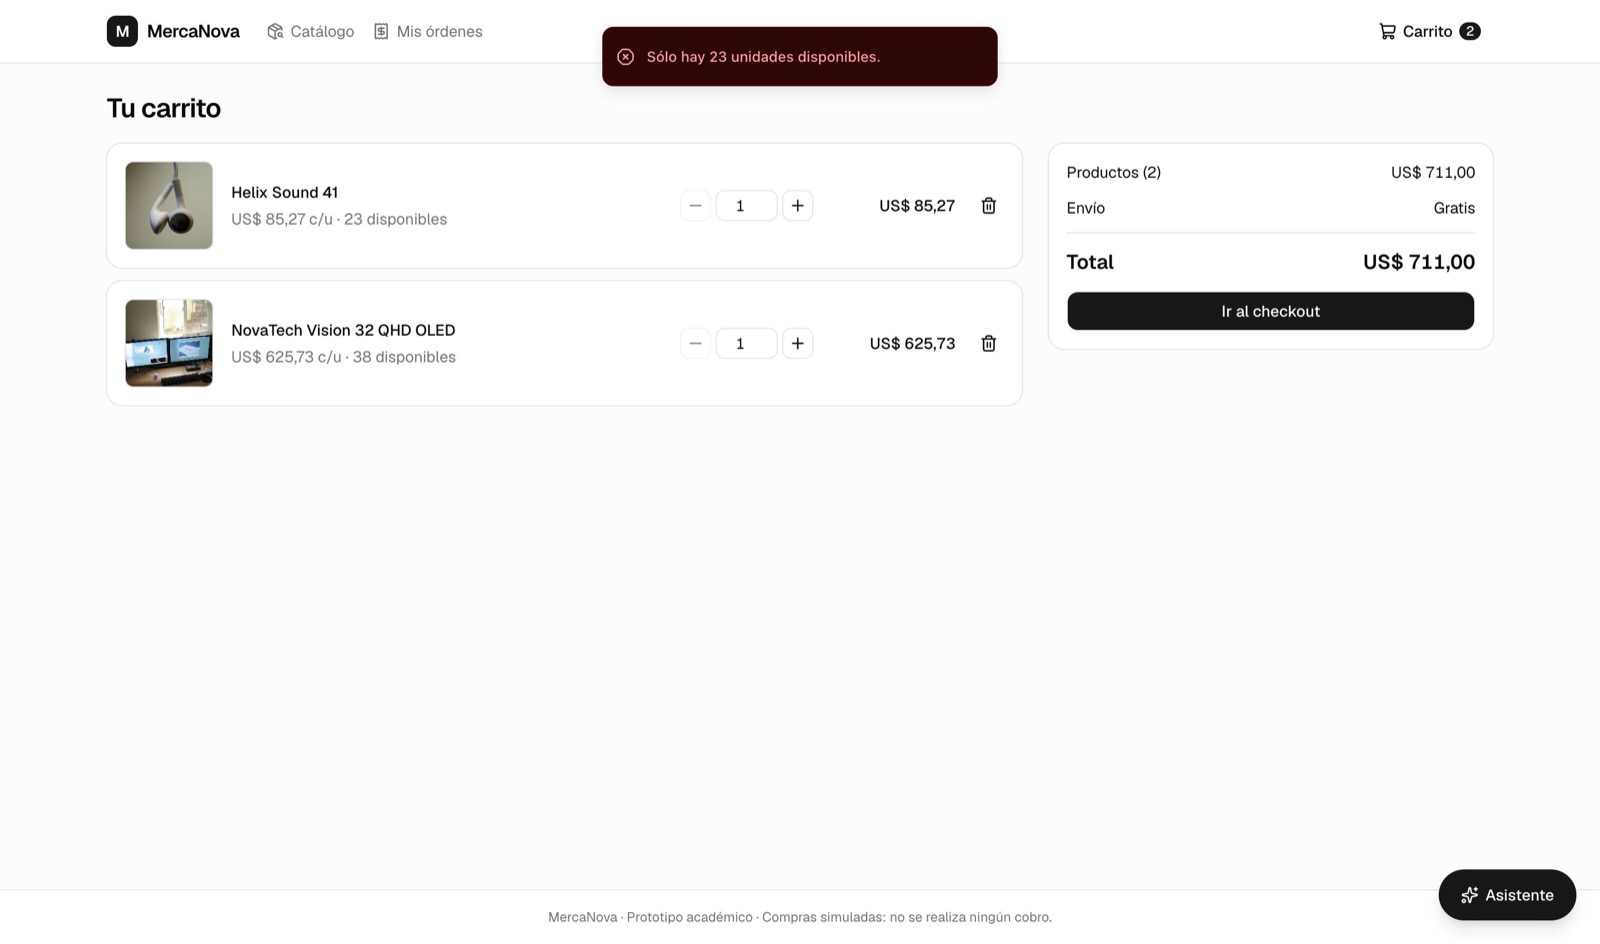 M MercaNova Catálogo Mis órdenes Carrito 2
Sólo hay 23 unidades disponibles.
Tu carrito
Helix Sound 41
US$ 85,27 c/u · 23 disponibles
1
US$ 85,27
NovaTech Vision 32 QHD OLED
US$ 625,73 c/u · 38 disponibles
1
US$ 625,73
Productos (2) US$ 711,00
Envío Gratis
Total US$ 711,00
Ir al checkout
Asistente
MercaNova · Prototipo académico · Compras simuladas: no se realiza ningún cobro.